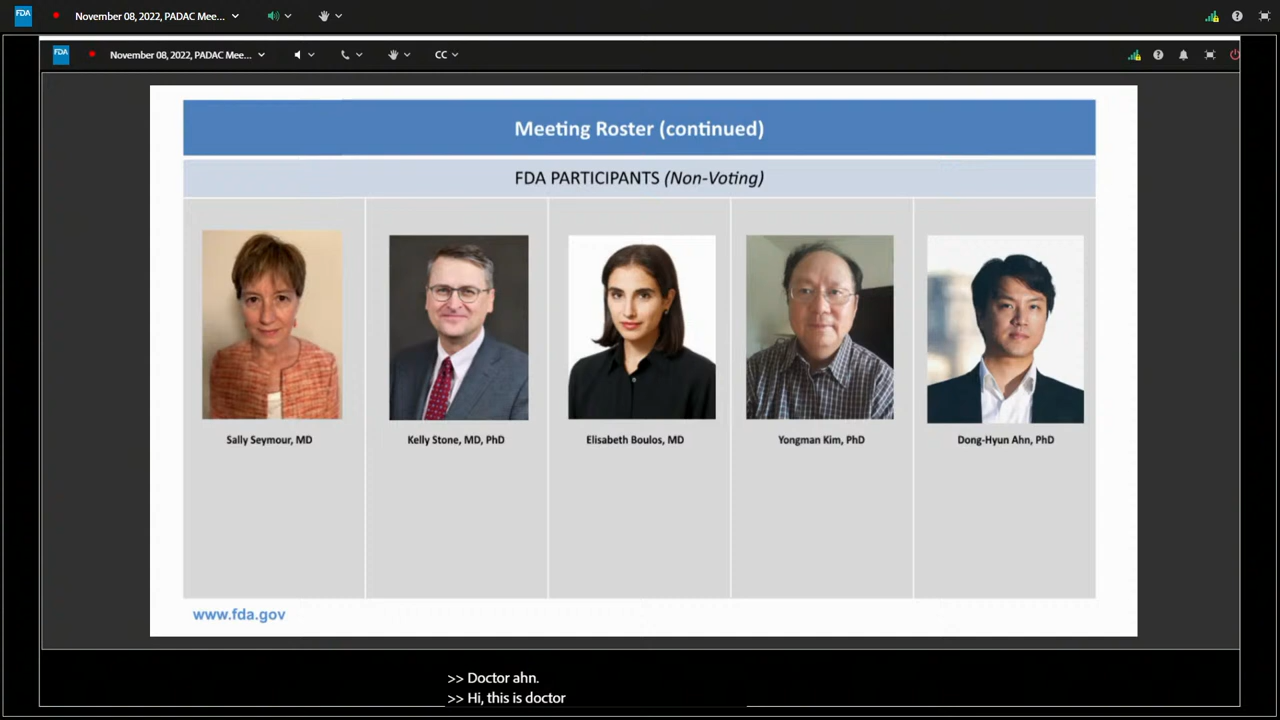 FDA
November 08, 2022, PADAC Mee...
FDA
November 08, 2022, PADAC Mee...
CC
Meeting Roster (continued)
FDA PARTICIPANTS (Non-Voting)
Sally Seymour, MD
Kelly Stone, MD, PhD
Elisabeth Boulos, MD
Yongman Kim, PhD
Dong-Hyun Ahn, PhD
www.fda.gov
>> Doctor ahn.
>> Hi, this is doctor